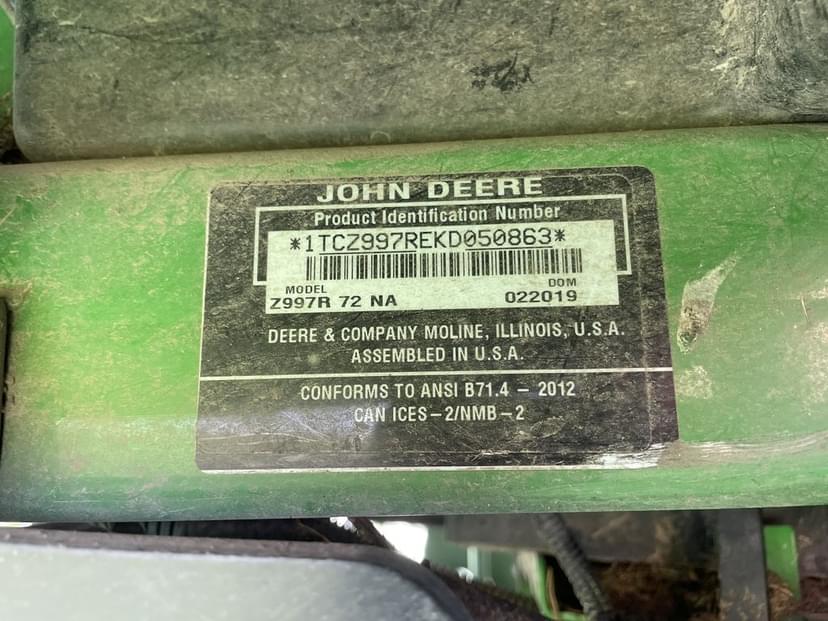 JOHN DEERE
Product Identification Number
*1TCZ997REKD050863*
MODEL DOM
Z997R 72 NA 022019
DEERE & COMPANY MOLINE, ILLINOIS, U.S.A.
ASSEMBLED IN U.S.A.
CONFORMS TO ANSI B71.4 – 2012
CAN ICES–2/NMB–2